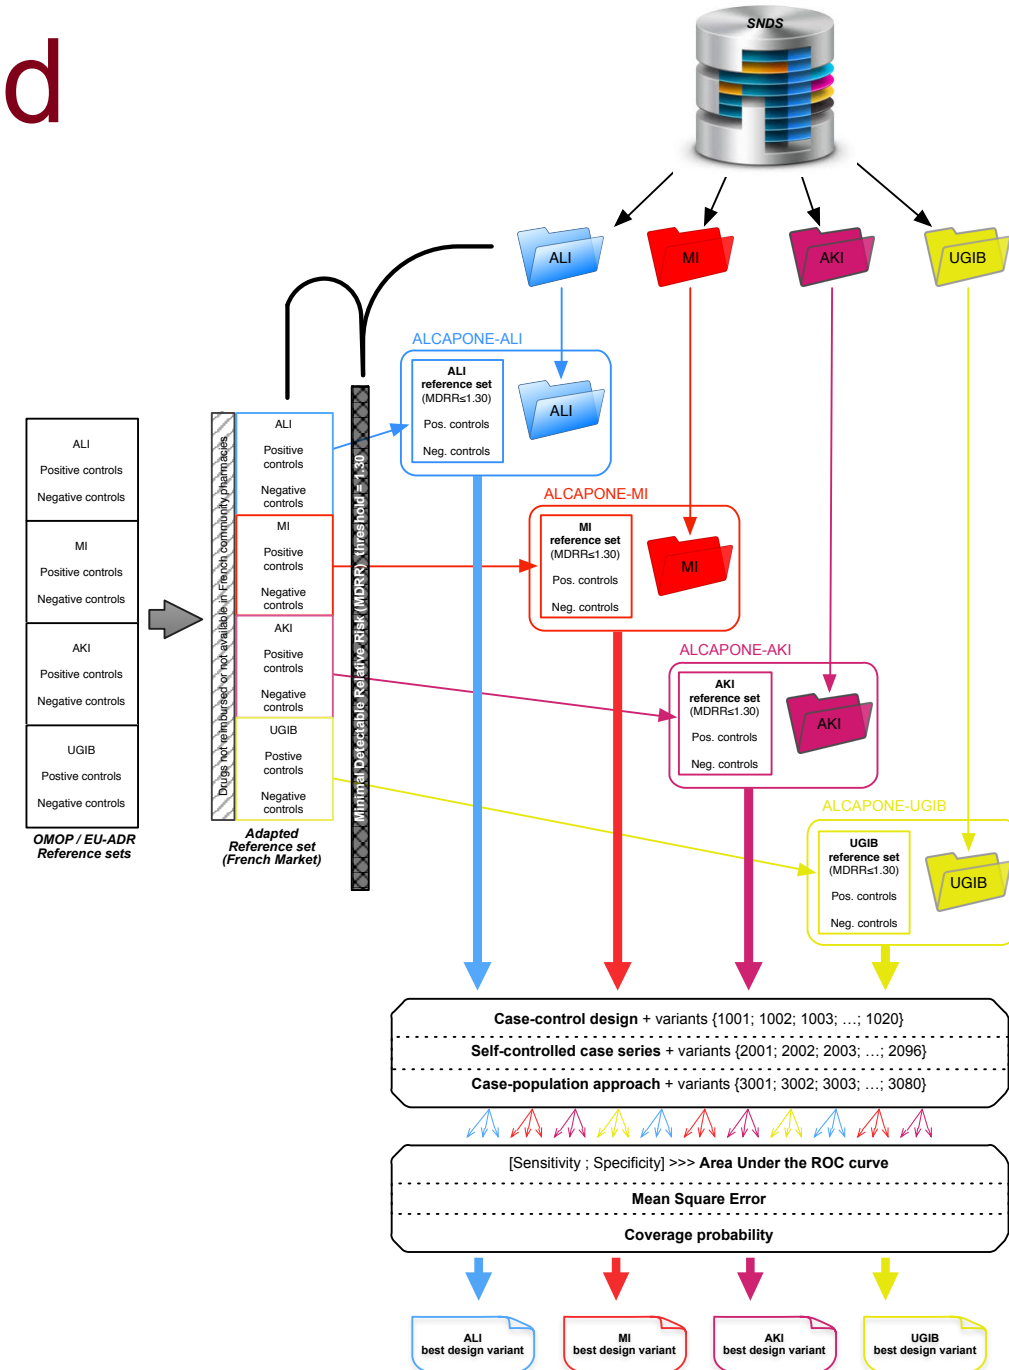 d
SNDS
ALI
MI
AKI
UGIB
ALCAPONE-ALI
ALI
reference set
(MDRR≤1.30)
Pos. controls
Neg. controls
ALI
ALI
Positive controls
Negative controls
MI
Positive controls
Negative controls
AKI
Positive controls
Negative controls
UGIB
Postive controls
Negative controls
OMOP / EU-ADR
Reference sets
Drugs not reimbursed or not available in French community pharmacies
ALI
Positive
controls
Negative
controls
MI
Positive
controls
Negative
controls
AKI
Positive
controls
Negative
controls
UGIB
Postive
controls
Negative
controls
Adapted
Reference set
(French Market)
Minimal Detectable Relative Risk (MDRR) (threshold = 1.30)
ALCAPONE-MI
MI
reference set
(MDRR≤1.30)
Pos. controls
Neg. controls
MI
ALCAPONE-AKI
AKI
reference set
(MDRR≤1.30)
Pos. controls
Neg. controls
AKI
ALCAPONE-UGIB
UGIB
reference set
(MDRR≤1.30)
Pos. controls
Neg. controls
UGIB
Case-control design + variants {1001; 1002; 1003; …; 1020}
Self-controlled case series + variants {2001; 2002; 2003; …; 2096}
Case-population approach + variants {3001; 3002; 3003; …; 3080}
[Sensitivity ; Specificity] >>> Area Under the ROC curve
Mean Square Error
Coverage probability
ALI
best design variant
MI
best design variant
AKI
best design variant
UGIB
best design variant